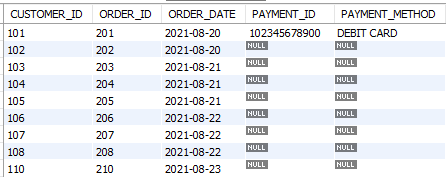 CUSTOMER_ID ORDER_ID ORDER_DATE PAYMENT_ID PAYMENT_METHOD
101 201 2021-08-20 102345678900 DEBIT CARD
102 202 2021-08-20 NULL NULL
103 203 2021-08-21 NULL NULL
104 204 2021-08-21 NULL NULL
105 205 2021-08-21 NULL NULL
106 206 2021-08-22 NULL NULL
107 207 2021-08-22 NULL NULL
108 208 2021-08-22 NULL NULL
110 210 2021-08-23 NULL NULL